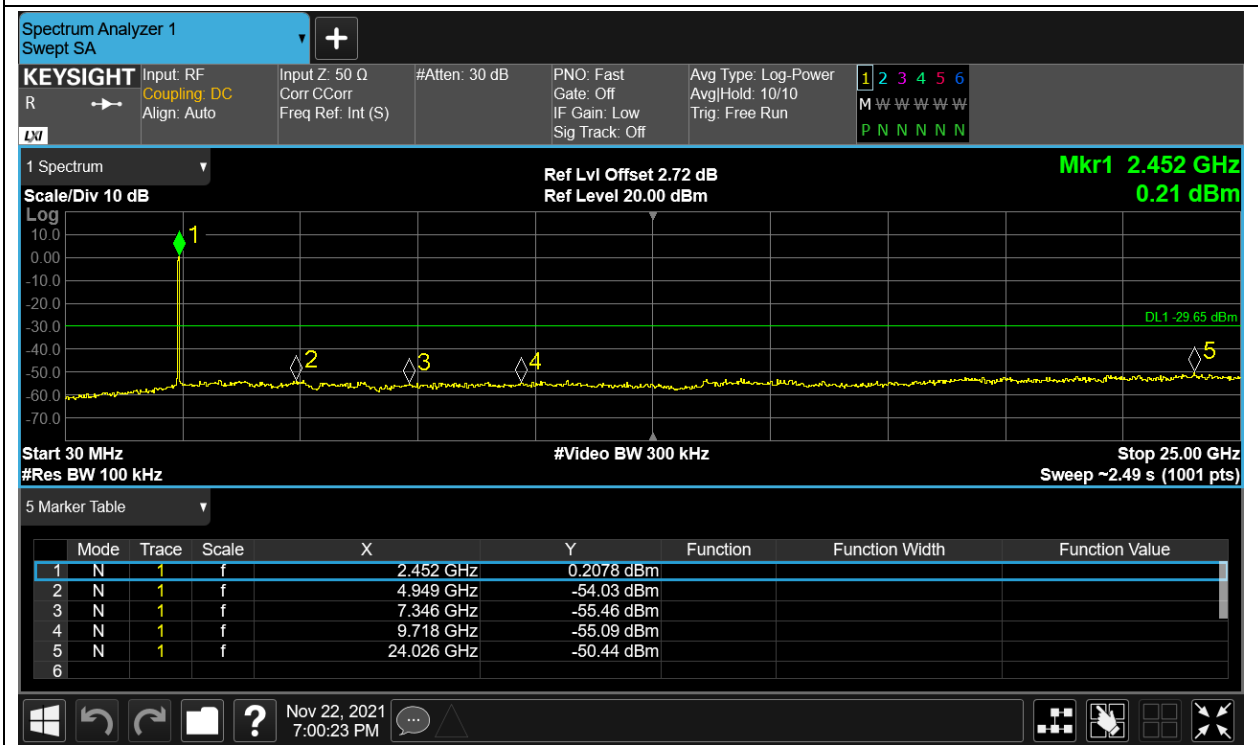 Spectrum Analyzer 1
Swept SA
+
KEYSIGHT Input: RF Input Z: 50 Ω #Atten: 30 dB PNO: Fast Avg Type: Log-Power 1 2 3 4 5 6
R Coupling: DC Corr CCorr Gate: Off Avg|Hold: 10/10 M W W W W W
Align: Auto Freq Ref: Int (S) IF Gain: Low Trig: Free Run
LXI Sig Track: Off P N N N N N
1 Spectrum Ref Lvl Offset 2.72 dB Mkr1 2.452 GHz
Scale/Div 10 dB Ref Level 20.00 dBm 0.21 dBm
Log
10.0 1
0.00
-10.0
-20.0
-30.0 DL1 -29.65 dBm
-40.0
2 3 4 5
-50.0
-60.0
-70.0
Start 30 MHz #Video BW 300 kHz Stop 25.00 GHz
#Res BW 100 kHz Sweep ~2.49 s (1001 pts)
5 Marker Table
Mode Trace Scale X Y Function Function Width Function Value
1 N 1 f 2.452 GHz 0.2078 dBm
2 N 1 f 4.949 GHz -54.03 dBm
3 N 1 f 7.346 GHz -55.46 dBm
4 N 1 f 9.718 GHz -55.09 dBm
5 N 1 f 24.026 GHz -50.44 dBm
6
? Nov 22, 2021
7:00:23 PM